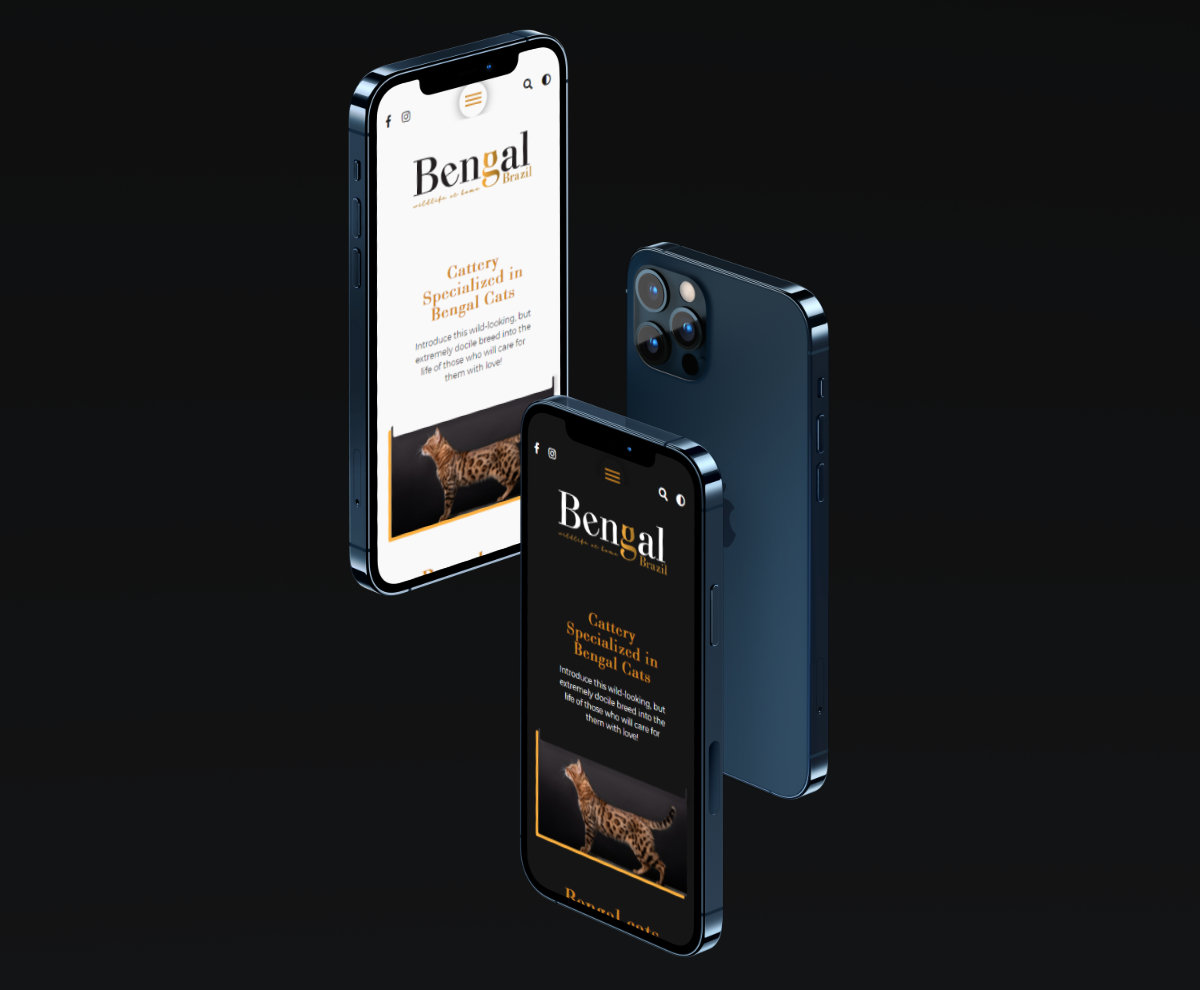 Bengal
Brazil
wildlife at home
Cattery
Specialized in
Bengal Cats
Introduce this wild-looking, but
extremely docile breed into the
life of those who will care for
them with love!
Bengal
wildlife at home
Brazil
Cattery
Specialized in
Bengal Cats
Introduce this wild-looking, but
extremely docile breed into the
life of those who will care for
them with love!
Bengal cats